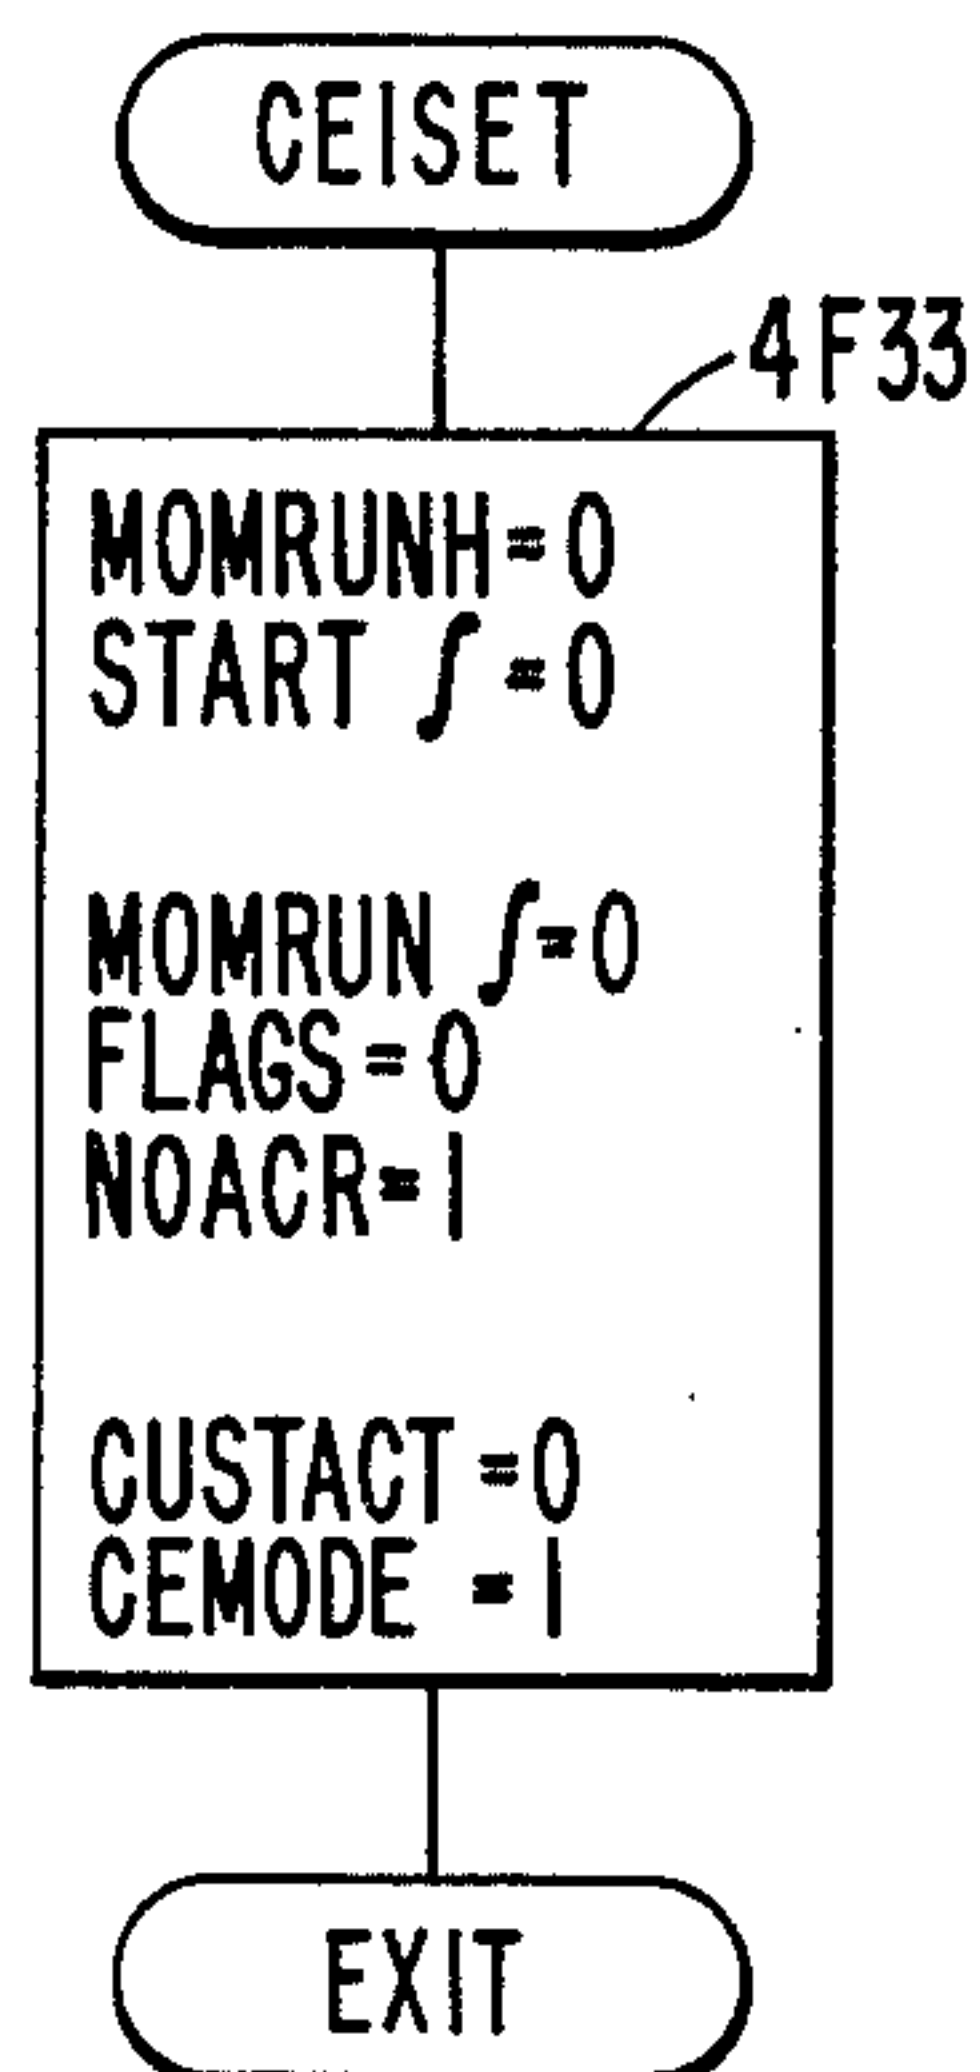 CEISET
4F33
MOMRUNH=0
START ∫ =0
MOMRUN ∫=0
FLAGS=0
NOACR=1
CUSTACT=0
CEMODE =1
EXIT